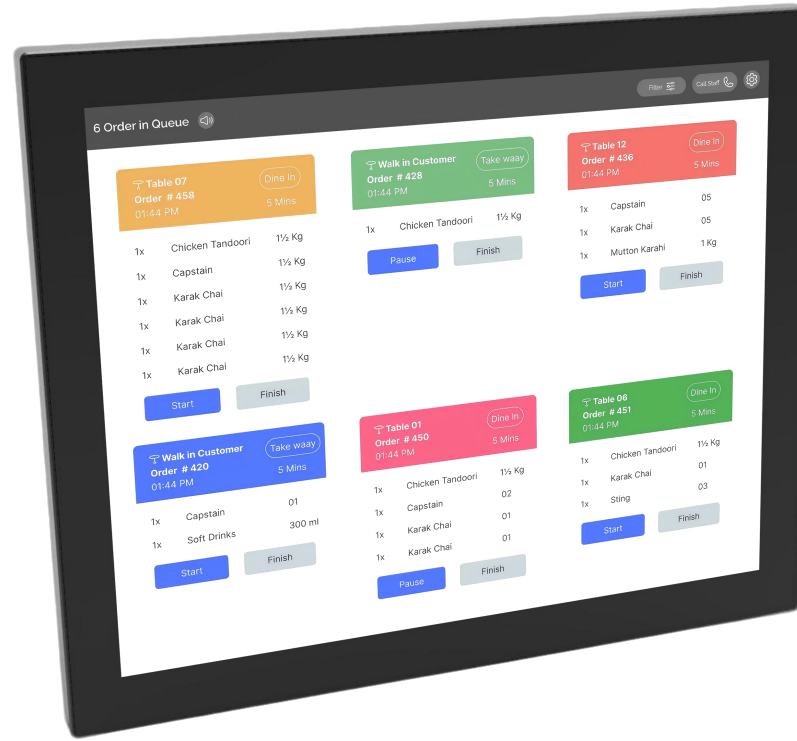 6 Order in Queue
Filter
Call Staff
Table 07
Dine In
Order # 458
01:44 PM
5 Mins
1x Chicken Tandoori 1½ Kg
1x Capstain 1½ Kg
1x Karak Chai 1½ Kg
1x Karak Chai 1½ Kg
1x Karak Chai 1½ Kg
1x Karak Chai 1½ Kg
Start Finish
Walk in Customer
Take waay
Order # 428
01:44 PM
5 Mins
1x Chicken Tandoori 1½ Kg
Pause Finish
Table 12
Dine In
Order # 436
01:44 PM
5 Mins
1x Capstain 05
1x Karak Chai 05
1x Mutton Karahi 1 Kg
Start Finish
Walk in Customer
Take waay
Order # 420
01:44 PM
5 Mins
1x Capstain 01
1x Soft Drinks 300 ml
Start Finish
Table 01
Dine In
Order # 450
01:44 PM
5 Mins
1x Chicken Tandoori 1½ Kg
1x Capstain 02
1x Karak Chai 01
1x Karak Chai 01
Pause Finish
Table 06
Dine In
Order # 451
01:44 PM
5 Mins
1x Chicken Tandoori 1½ Kg
1x Karak Chai 01
1x Sting 03
Start Finish